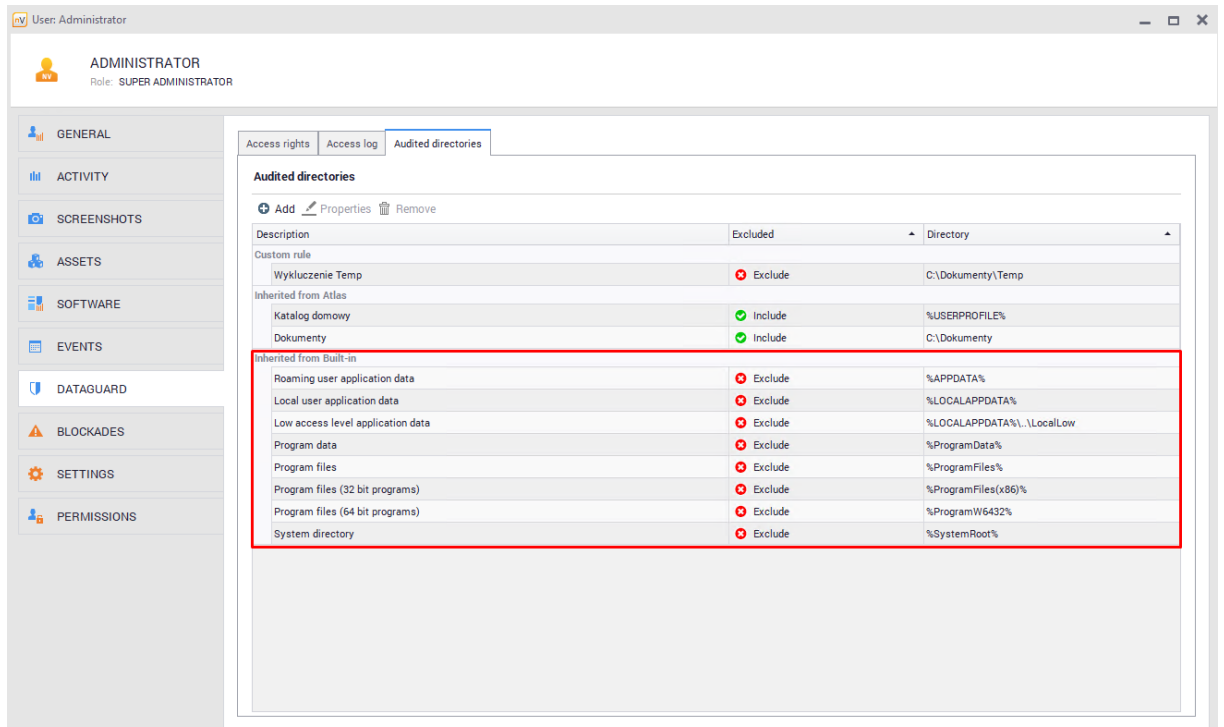 nV User: Administrator
ADMINISTRATOR
Role: SUPER ADMINISTRATOR
NV
GENERAL
ACTIVITY
SCREENSHOTS
ASSETS
SOFTWARE
EVENTS
DATAGUARD
BLOCKADES
SETTINGS
PERMISSIONS
Access rights Access log Audited directories
Audited directories
Add Properties Remove
Description Excluded Directory
Custom rule
Wykluczenie Temp Exclude C:\Dokumenty\Temp
Inherited from Atlas
Katalog domowy Include %USERPROFILE%
Dokumenty Include C:\Dokumenty
Inherited from Built-in
Roaming user application data Exclude %APPDATA%
Local user application data Exclude %LOCALAPPDATA%
Low access level application data Exclude %LOCALAPPDATA%\..\LocalLow
Program data Exclude %ProgramData%
Program files Exclude %ProgramFiles%
Program files (32 bit programs) Exclude %ProgramFiles(x86)%
Program files (64 bit programs) Exclude %ProgramW6432%
System directory Exclude %SystemRoot%